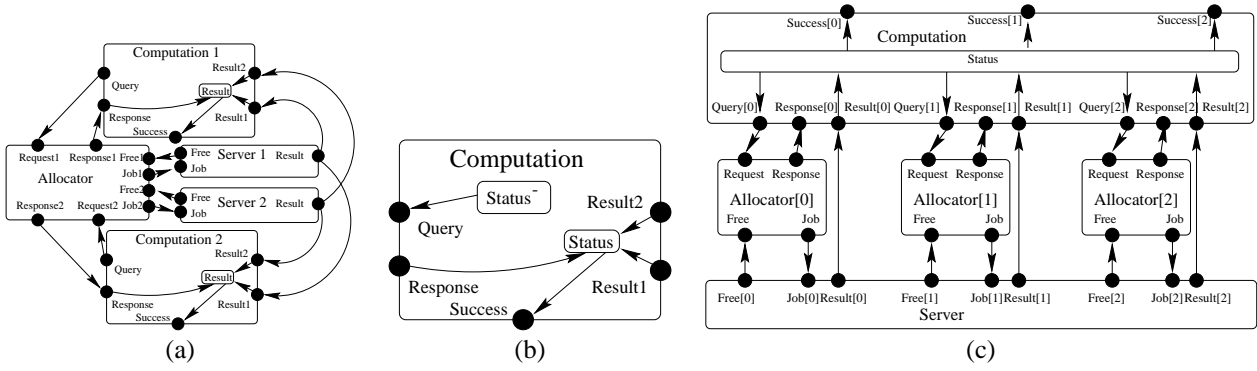 Computation 1
Result2
Query
Result
Response
Result1
Success
Request1 Response1
Free1
Free
Server 1
Result
Allocator
Job1
Job
Free2
Response2 Request2
Job2
Free
Server 2
Result
Job
Computation 2
Result2
Query
Result
Response
Result1
Success
(a)
Computation
Status-
Result2
Query
Status
Response
Result1
Success
(b)
Success[0] Success[1] Success[2]
Computation
Status
Query[0] Response[0] Result[0] Query[1] Response[1] Result[1] Query[2] Response[2] Result[2]
Request Response Request Response Request Response
Allocator[0] Allocator[1] Allocator[2]
Free Job Free Job Free Job
Free[0] Job[0] Result[0] Free[1] Job[1] Result[1] Free[2] Job[2] Result[2]
Server
(c)